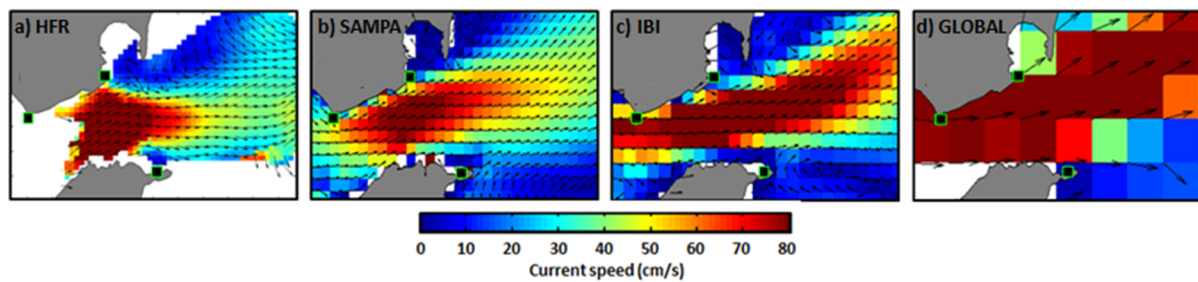 a) HFR
b) SAMPA
c) IBI
d) GLOBAL
0 10 20 30 40 50 60 70 80
Current speed (cm/s)